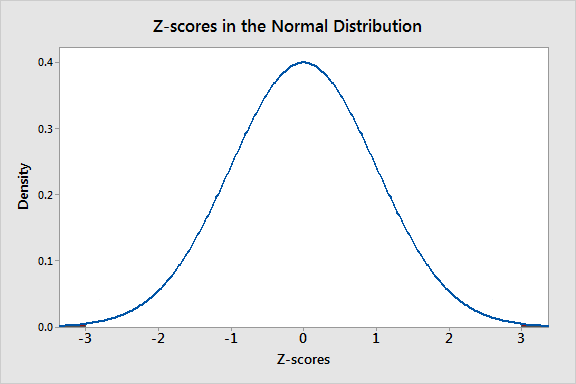 Z-scores in the Normal Distribution
0.4
0.3
0.2
0.1
0.0
Density
-3 -2 -1 0 1 2 3
Z-scores